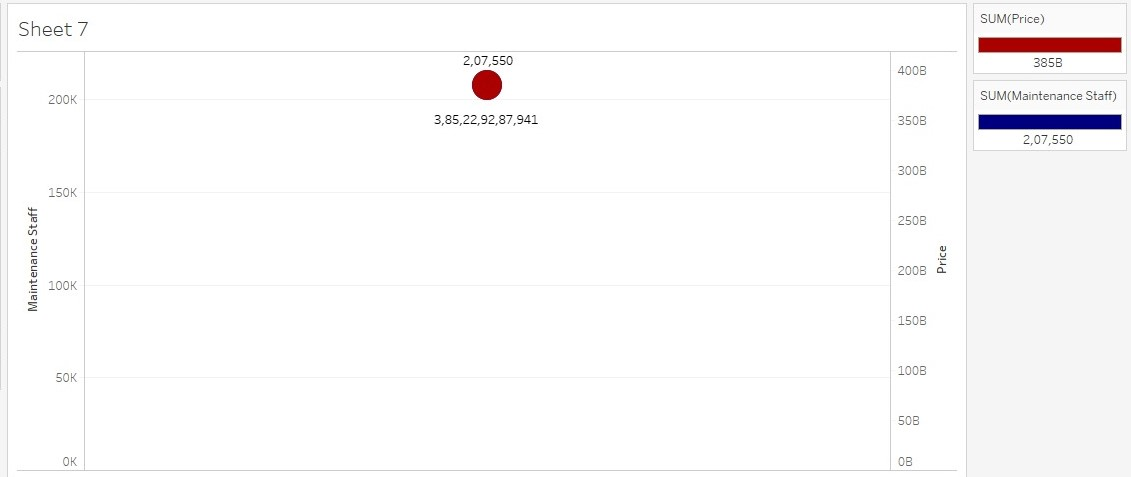 Sheet 7
2,07,550
3,85,22,92,87,941
200K
150K
100K
50K
0K
Maintenance Staff
400B
350B
300B
250B
200B
150B
100B
50B
0B
Price
SUM(Price)
385B
SUM(Maintenance Staff)
2,07,550